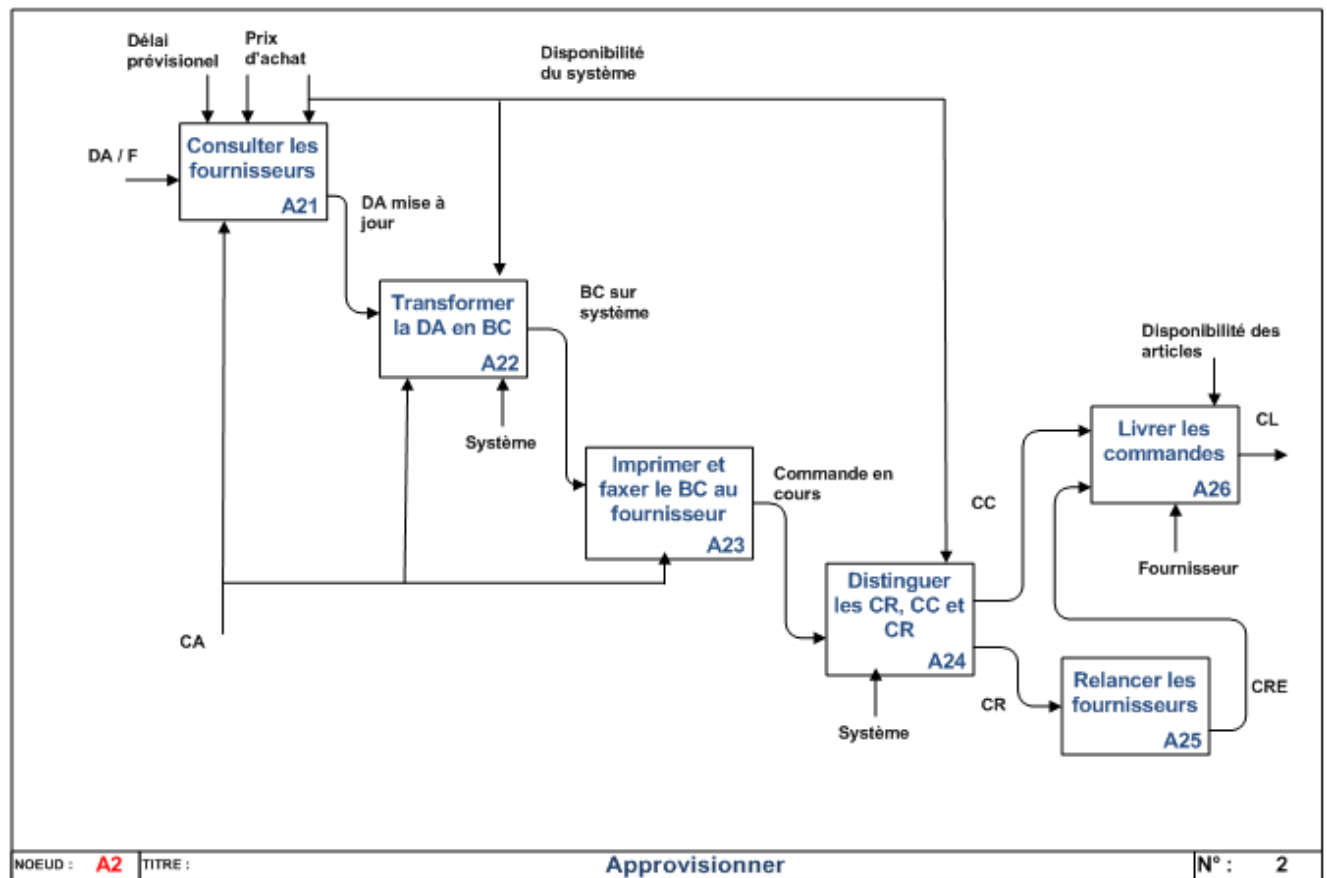 Délai
prévisionel
Prix
d'achat
Disponibilité
du système
DA / F
Consulter les
fournisseurs
A21
DA mise à
jour
Transformer
la DA en BC
A22
BC sur
système
Système
Disponibilité des
articles
Livrer les
commandes
A26
CL
Imprimer et
faxer le BC au
fournisseur
A23
Commande en
cours
CC
Fournisseur
Distinguer
les CR, CC et
CR
A24
CA
Système
CR
Relancer les
fournisseurs
A25
CRE
NOEUD : A2 TITRE : Approvisionner N° : 2